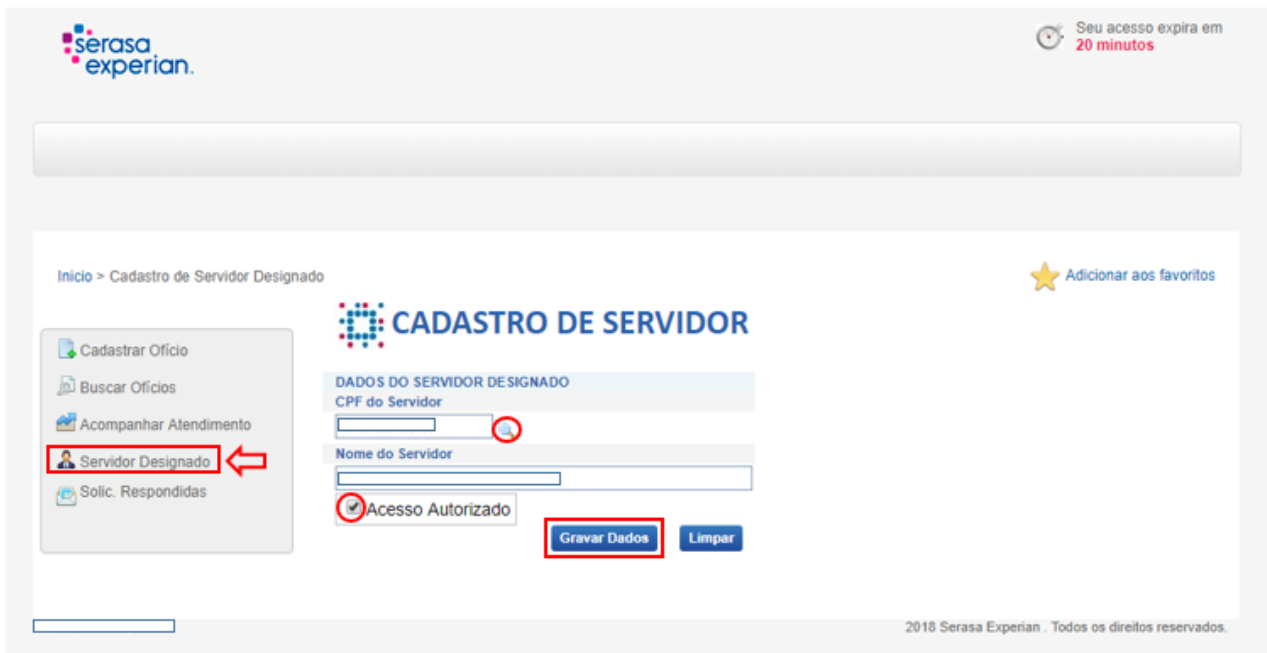 serasa
experian.
Seu acesso expira em
20 minutos
Inicio > Cadastro de Servidor Designado
Adicionar aos favoritos
CADASTRO DE SERVIDOR
Cadastrar Ofício
Buscar Ofícios
Acompanhar Atendimento
Servidor Designado
Solic. Respondidas
DADOS DO SERVIDOR DESIGNADO
CPF do Servidor
Nome do Servidor
Acesso Autorizado
Gravar Dados
Limpar
2018 Serasa Experian . Todos os direitos reservados.